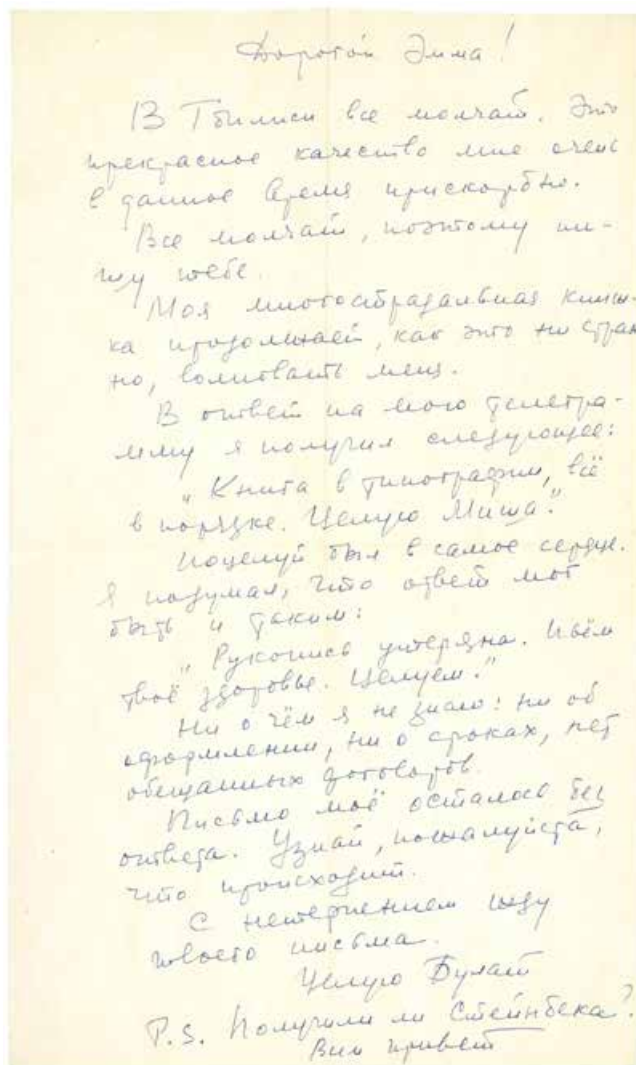 Дорогой Эмма!
В Тбилиси все молчат. Это
прекрасное качество мне очень
в данное время прискорбно.
Все молчат, поэтому пи-
шу тебе.
Моя многострадальная книж-
ка продолжает, как это ни стран
но, волновать меня.
В ответ на мою телеграм-
мму я получил следующее:
„Книга в типографии, всё
в порядке. Целую Миша."
Поцелуй был в самое сердце.
Я подумал, что ответ мог
быть и таким:
„Рукопись утеряна. Пьём
твоё здоровье. Целуем."
Ни о чём я не знаю: ни об
оформлении, ни о сроках, нет
обещанных договоров.
Письмо моё осталось без
ответа. Узнай, пожалуйста,
что происходит.
С нетерпением жду
твоего письма.
Целую Булат
P.S. Получили ли Стейнбека?
Вам привет